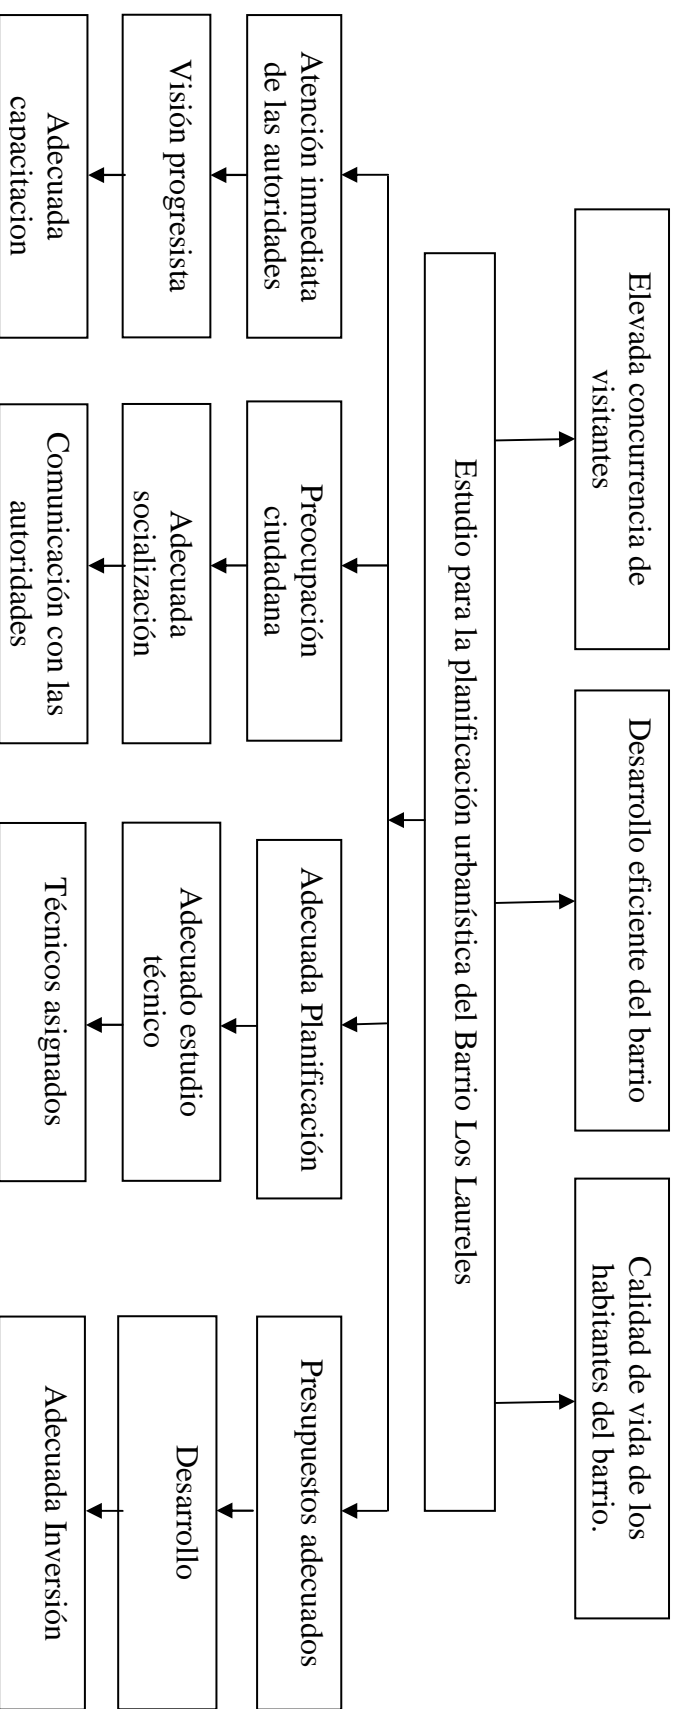 Elevada concurrencia de
visitantes
Desarrollo eficiente del barrio
Calidad de vida de los
habitantes del barrio.
Estudio para la planificación urbanística del Barrio Los Laureles
Atención inmediata
de las autoridades
Preocupación
ciudadana
Adecuada Planificación
Presupuestos adecuados
Visión progresista
Adecuada
socialización
Adecuado estudio
técnico
Desarrollo
Adecuada
capacitacion
Comunicación con las
autoridades
Técnicos asignados
Adecuada Inversión